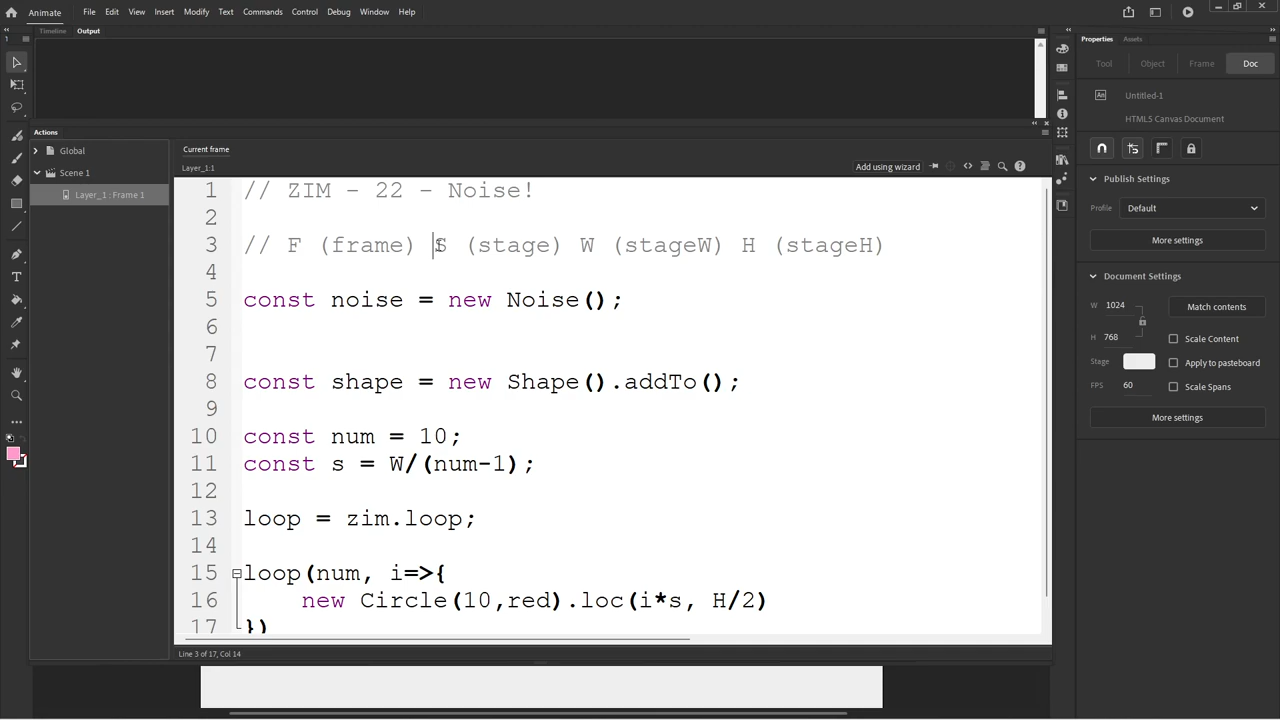 Animate File Edit View Insert Modify Text Commands Control Debug Window Help
Timeline Output
Properties Assets
Tool Object Frame Doc
Untitled-1
HTML5 Canvas Document
Actions
Global
Scene 1
Layer_1 : Frame 1
Current frame
Layer_1:1
Add using wizard
1 // ZIM - 22 - Noise!
2
3 // F (frame) S (stage) W (stageW) H (stageH)
4
5 const noise = new Noise();
6
7
8 const shape = new Shape().addTo();
9
10 const num = 10;
11 const s = W/(num-1);
12
13 loop = zim.loop;
14
15 loop(num, i=>{
16 new Circle(10,red).loc(i*s, H/2)
17 })
Line 3 of 17, Col 14
Publish Settings
Profile Default
More settings
Document Settings
W 1024 Match contents
H 768 Scale Content
Stage Apply to pasteboard
FPS 60 Scale Spans
More settings